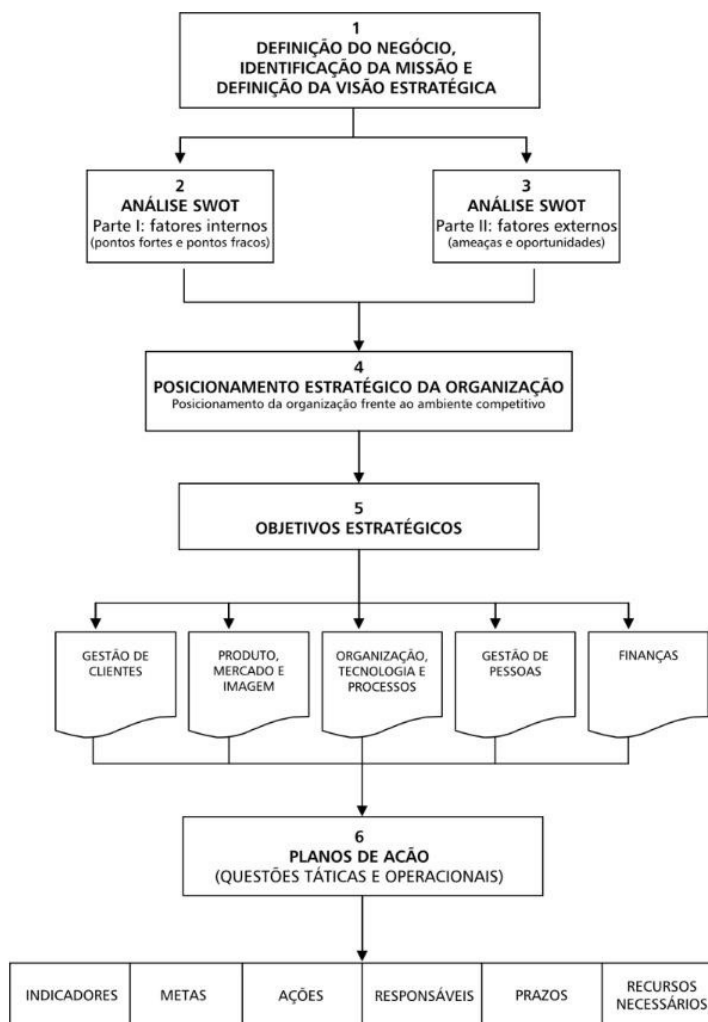 1
DEFINIÇÃO DO NEGÓCIO,
IDENTIFICAÇÃO DA MISSÃO E
DEFINIÇÃO DA VISÃO ESTRATÉGICA
2
ANÁLISE SWOT
Parte I: fatores internos
(pontos fortes e pontos fracos)
3
ANÁLISE SWOT
Parte II: fatores externos
(ameaças e oportunidades)
4
POSICIONAMENTO ESTRATÉGICO DA ORGANIZAÇÃO
Posicionamento da organização frente ao ambiente competitivo
5
OBJETIVOS ESTRATÉGICOS
GESTÃO DE
CLIENTES
PRODUTO,
MERCADO E
IMAGEM
ORGANIZAÇÃO,
TECNOLOGIA E
PROCESSOS
GESTÃO DE
PESSOAS
FINANÇAS
6
PLANOS DE ACÃO
(QUESTÕES TÁTICAS E OPERACIONAIS)
INDICADORES
METAS
AÇÕES
RESPONSÁVEIS
PRAZOS
RECURSOS
NECESSÁRIOS